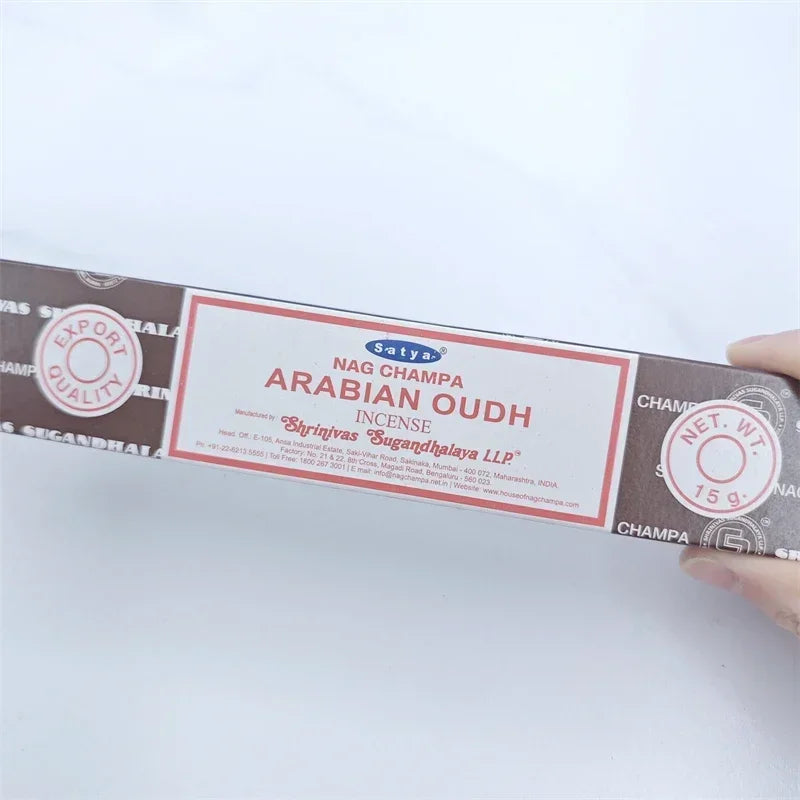 EXPORT
QUALITY
Satya®
NAG CHAMPA
ARABIAN OUDH
INCENSE
Manufactured by :
Shrinivas Sugandhalaya LLP.™
Head. Off.: E-105, Ansa Industrial Estate, Saki-Vihar Road, Sakinaka, Mumbai - 400 072, Maharashtra, INDIA.
Factory: No. 21 & 22, 8th Cross, Magadi Road, Bengaluru - 560 023.
Ph: +91-22-6213 5555 | Toll Free: 1800 267 3001 | E mail: info@nagchampa.net.in | Website: www.houseofnagchampa.com
NET. WT.
15 g.
CHAMPA
S SUGANDHALA